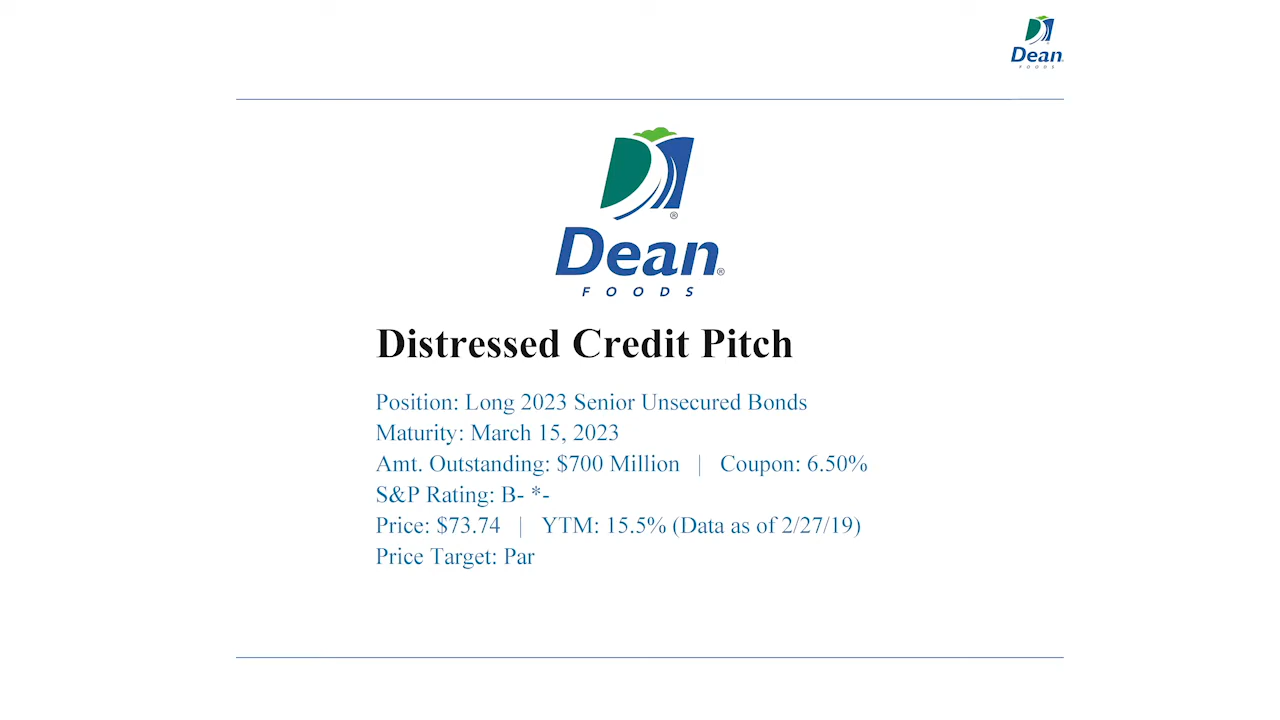 Dean
FOODS
Dean®
FOODS
Distressed Credit Pitch
Position: Long 2023 Senior Unsecured Bonds
Maturity: March 15, 2023
Amt. Outstanding: $700 Million | Coupon: 6.50%
S&P Rating: B- *-
Price: $73.74 | YTM: 15.5% (Data as of 2/27/19)
Price Target: Par